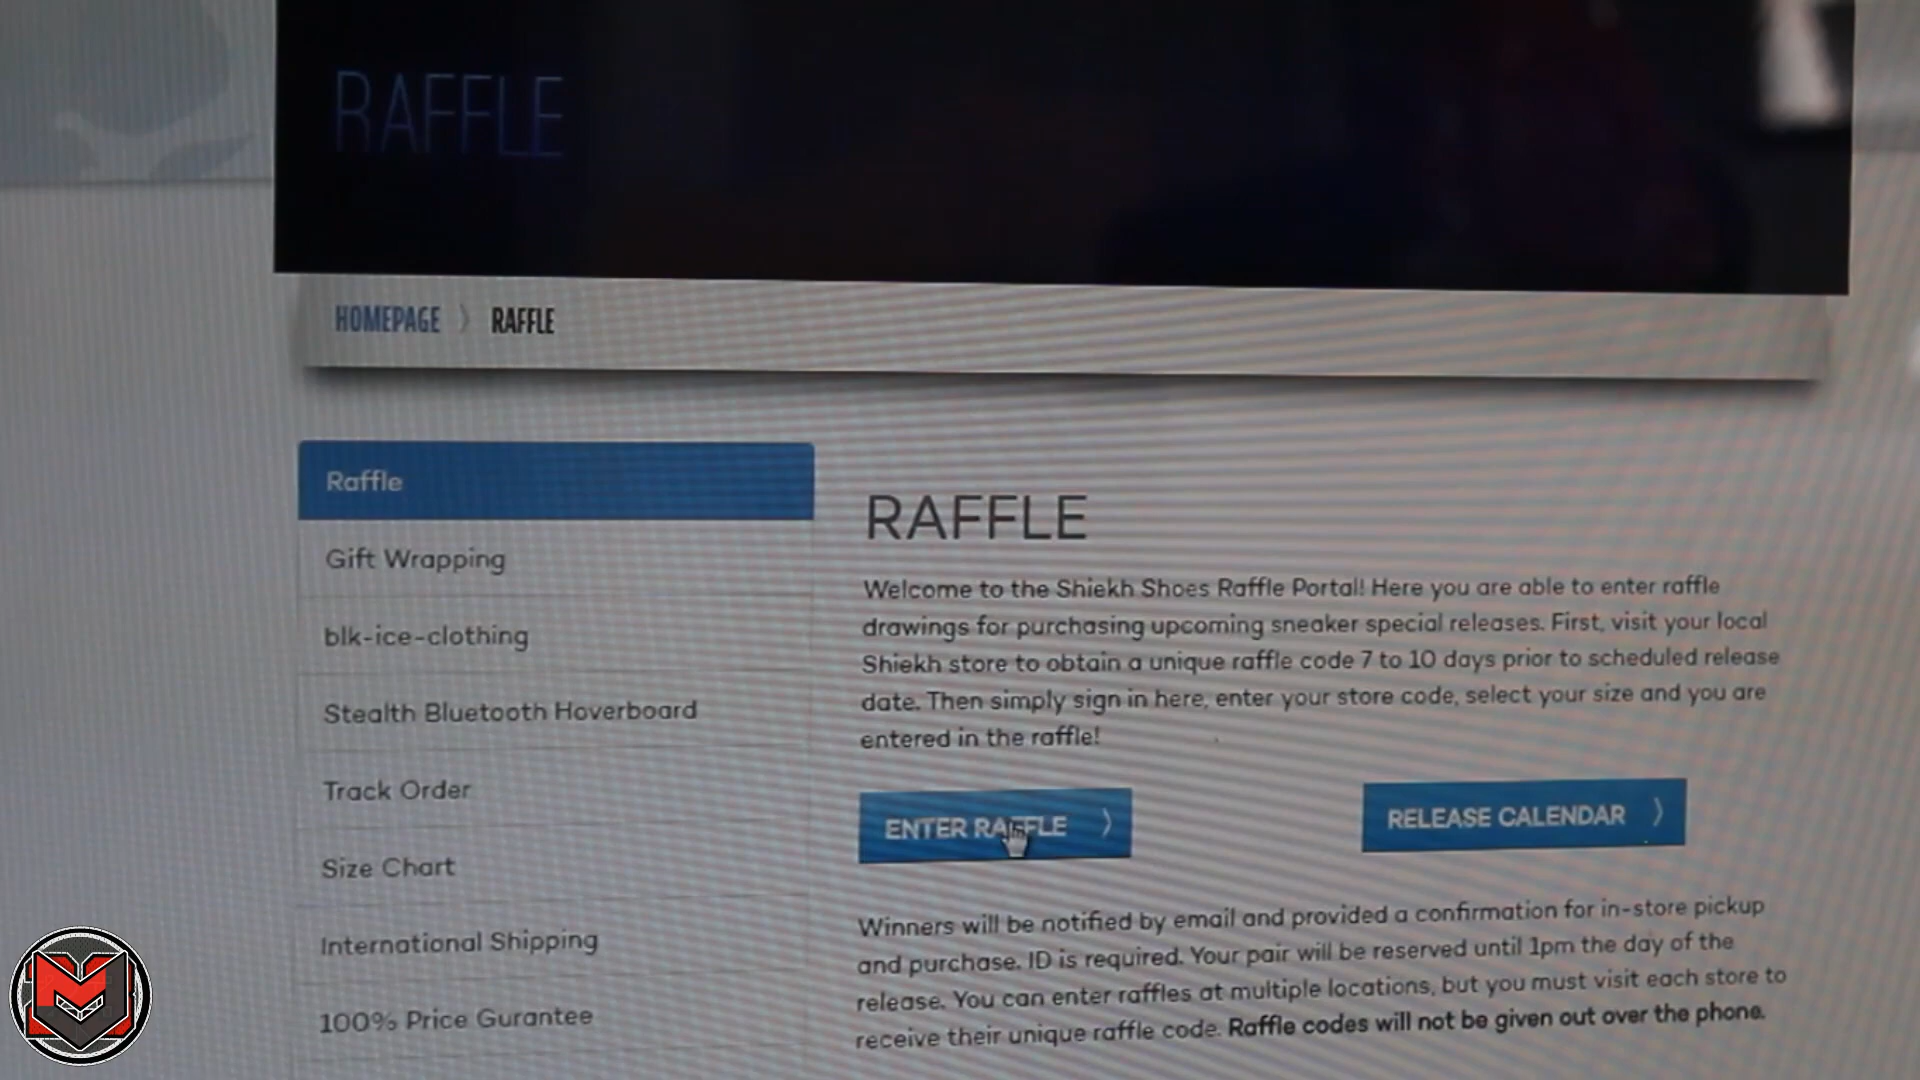 RAFFLE
HOMEPAGE 〉 RAFFLE
Raffle
Gift Wrapping
blk-ice-clothing
Stealth Bluetooth Hoverboard
Track Order
Size Chart
International Shipping
100% Price Gurantee
RAFFLE
Welcome to the Shiekh Shoes Raffle Portal! Here you are able to enter raffle
drawings for purchasing upcoming sneaker special releases. First, visit your local
Shiekh store to obtain a unique raffle code 7 to 10 days prior to scheduled release
date. Then simply sign in here, enter your store code, select your size and you are
entered in the raffle!
ENTER RAFFLE 〉
RELEASE CALENDAR 〉
Winners will be notified by email and provided a confirmation for in-store pickup
and purchase. ID is required. Your pair will be reserved until 1pm the day of the
release. You can enter raffles at multiple locations, but you must visit each store to
receive their unique raffle code. Raffle codes will not be given out over the phone.